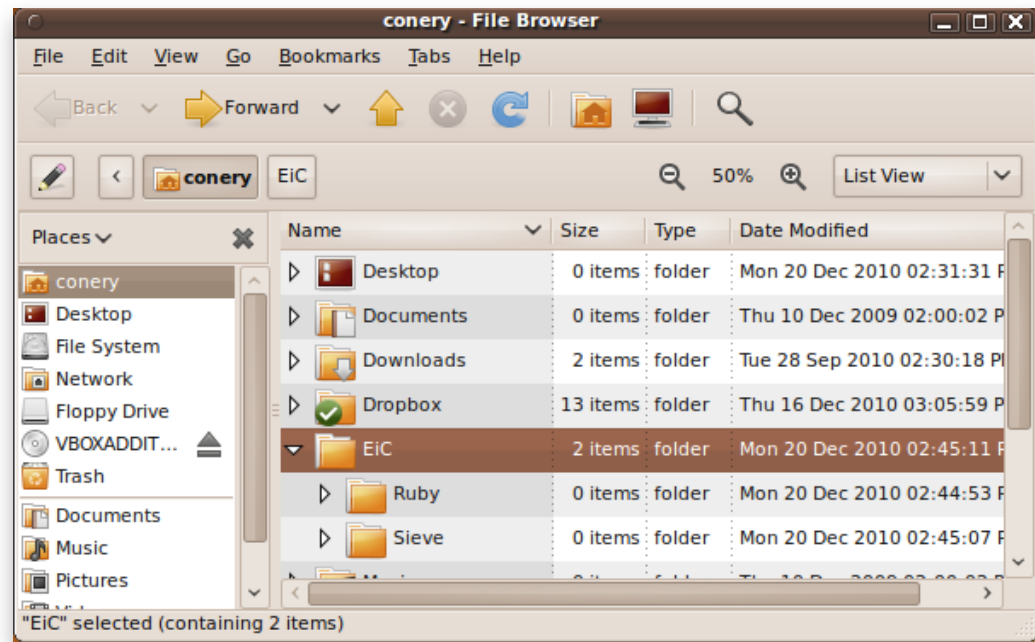 conery - File Browser
File Edit View Go Bookmarks Tabs Help
Back Forward
conery EiC 50% List View
Places
conery
Desktop
File System
Network
Floppy Drive
VBOXADDIT...
Trash
Documents
Music
Pictures
Name Size Type Date Modified
Desktop 0 items folder Mon 20 Dec 2010 02:31:31
Documents 0 items folder Thu 10 Dec 2009 02:00:02 P
Downloads 2 items folder Tue 28 Sep 2010 02:30:18 P
Dropbox 13 items folder Thu 16 Dec 2010 03:05:59 P
EiC 2 items folder Mon 20 Dec 2010 02:45:11
Ruby 0 items folder Mon 20 Dec 2010 02:44:53
Sieve 0 items folder Mon 20 Dec 2010 02:45:07
"EiC" selected (containing 2 items)